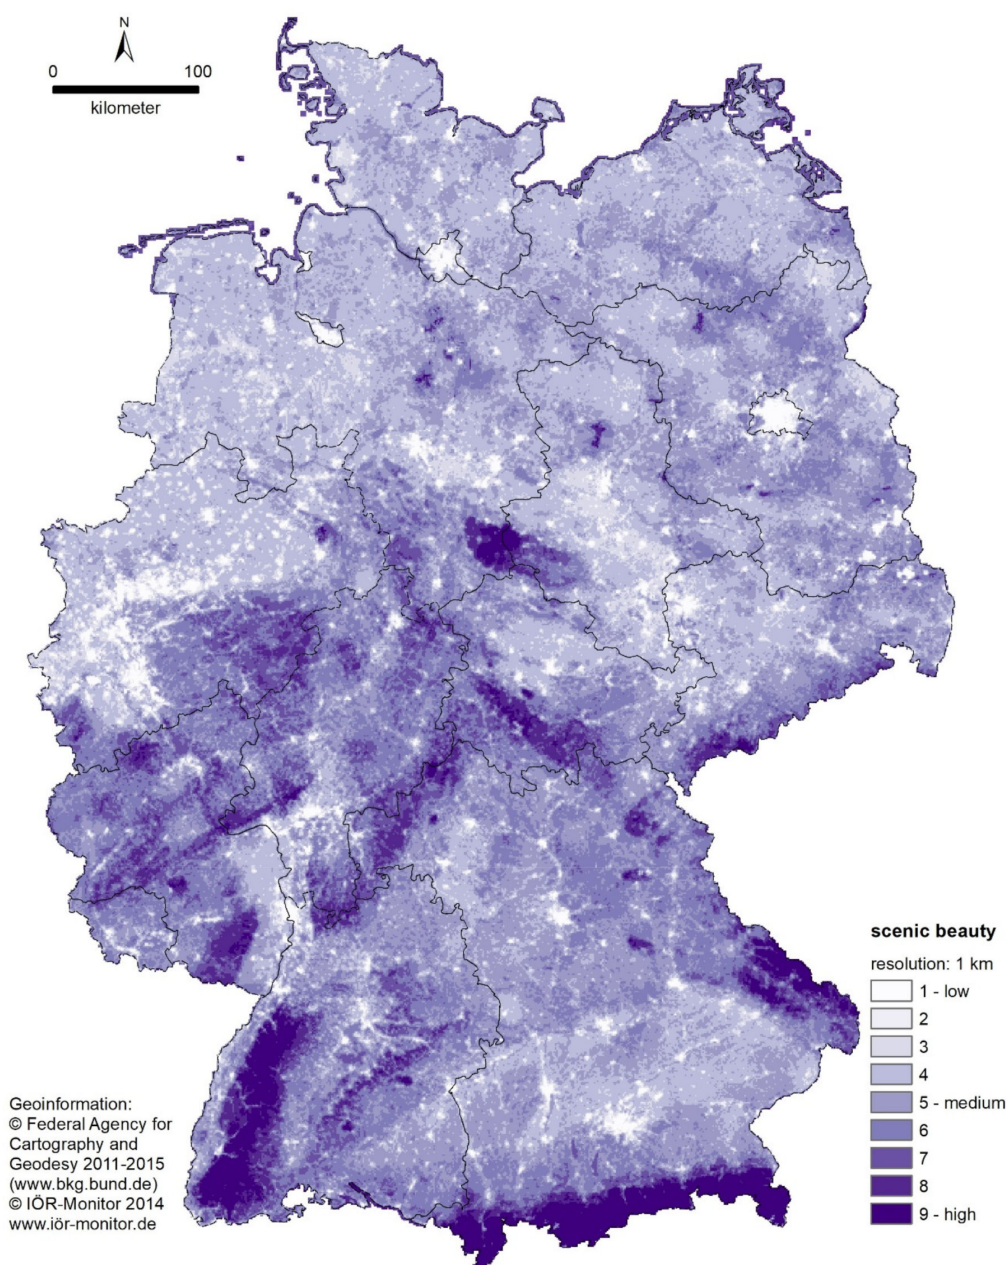 N
0 100
kilometer
scenic beauty
resolution: 1 km
1 - low
2
3
4
5 - medium
6
7
8
9 - high
Geoinformation:
© Federal Agency for
Cartography and
Geodesy 2011-2015
(www.bkg.bund.de)
© IÖR-Monitor 2014
www.iör-monitor.de